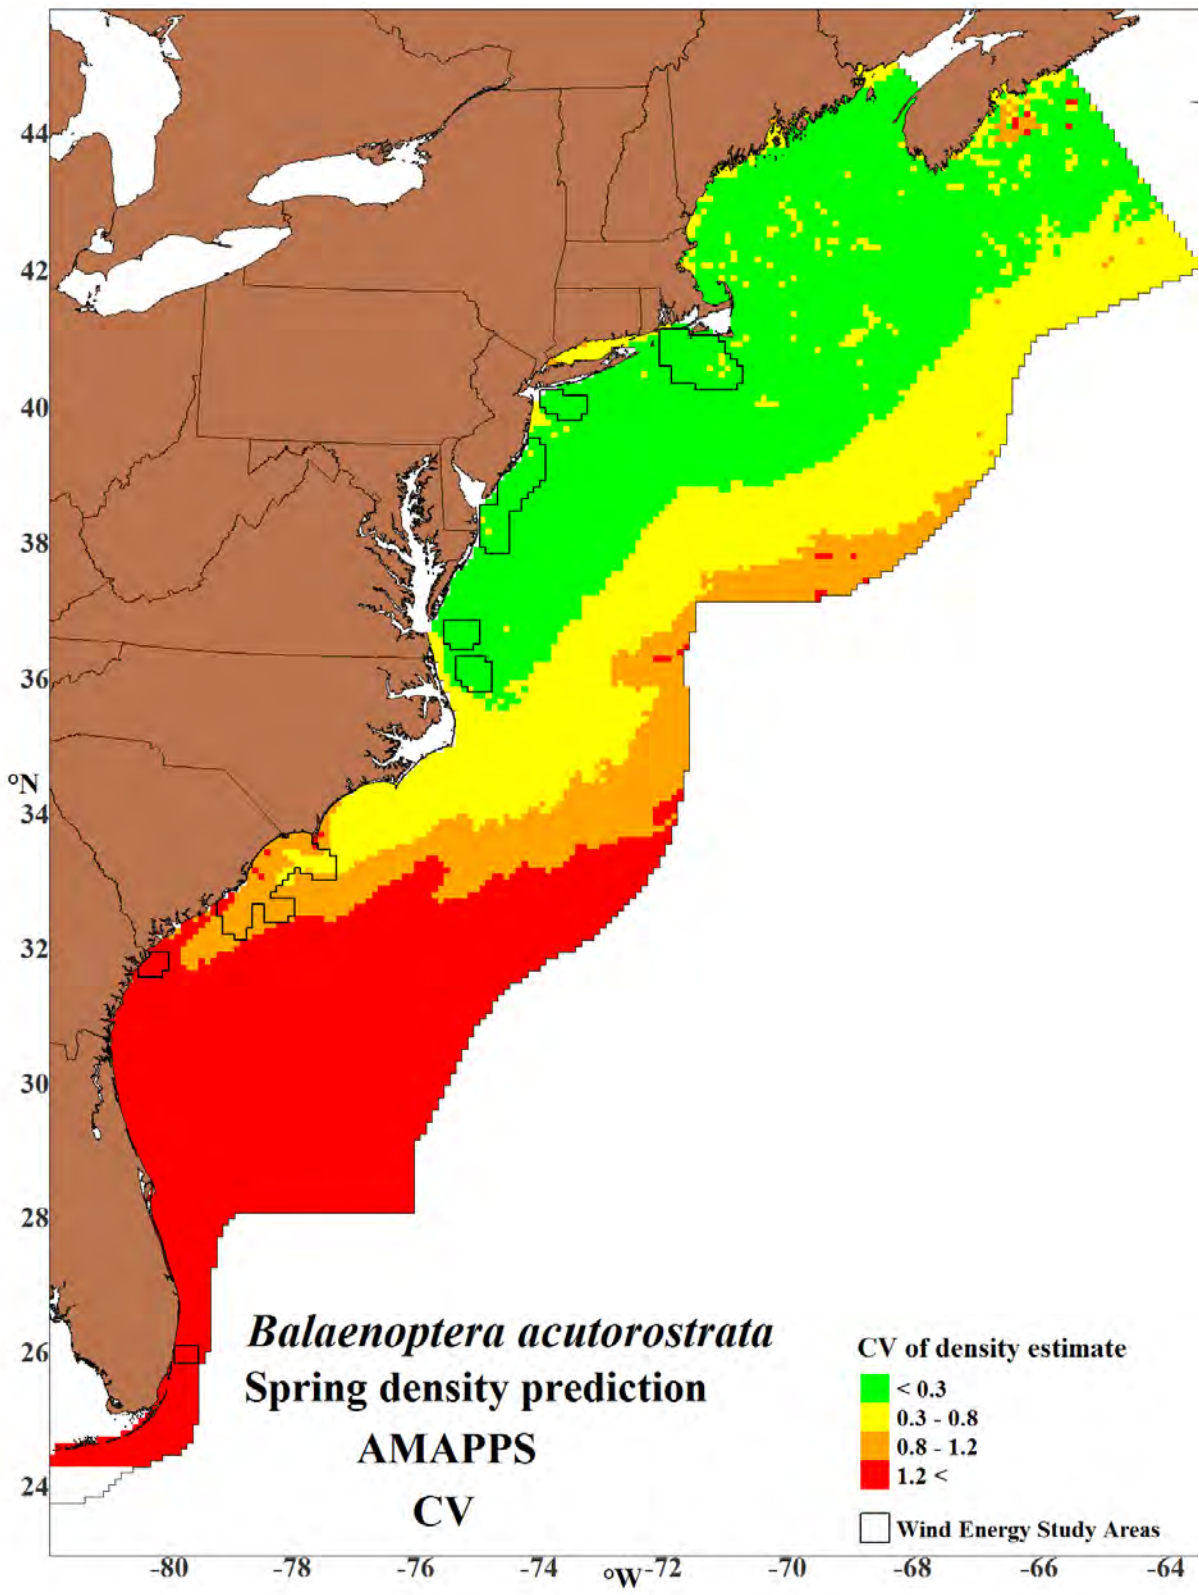 44
42
40
38
36
°N
34
32
30
28
26
24
Balaenoptera acutorostrata
Spring density prediction
AMAPPS
CV
CV of density estimate
< 0.3
0.3 - 0.8
0.8 - 1.2
1.2 <
Wind Energy Study Areas
-80 -78 -76 -74 -72 -70 -68 -66 -64
°W